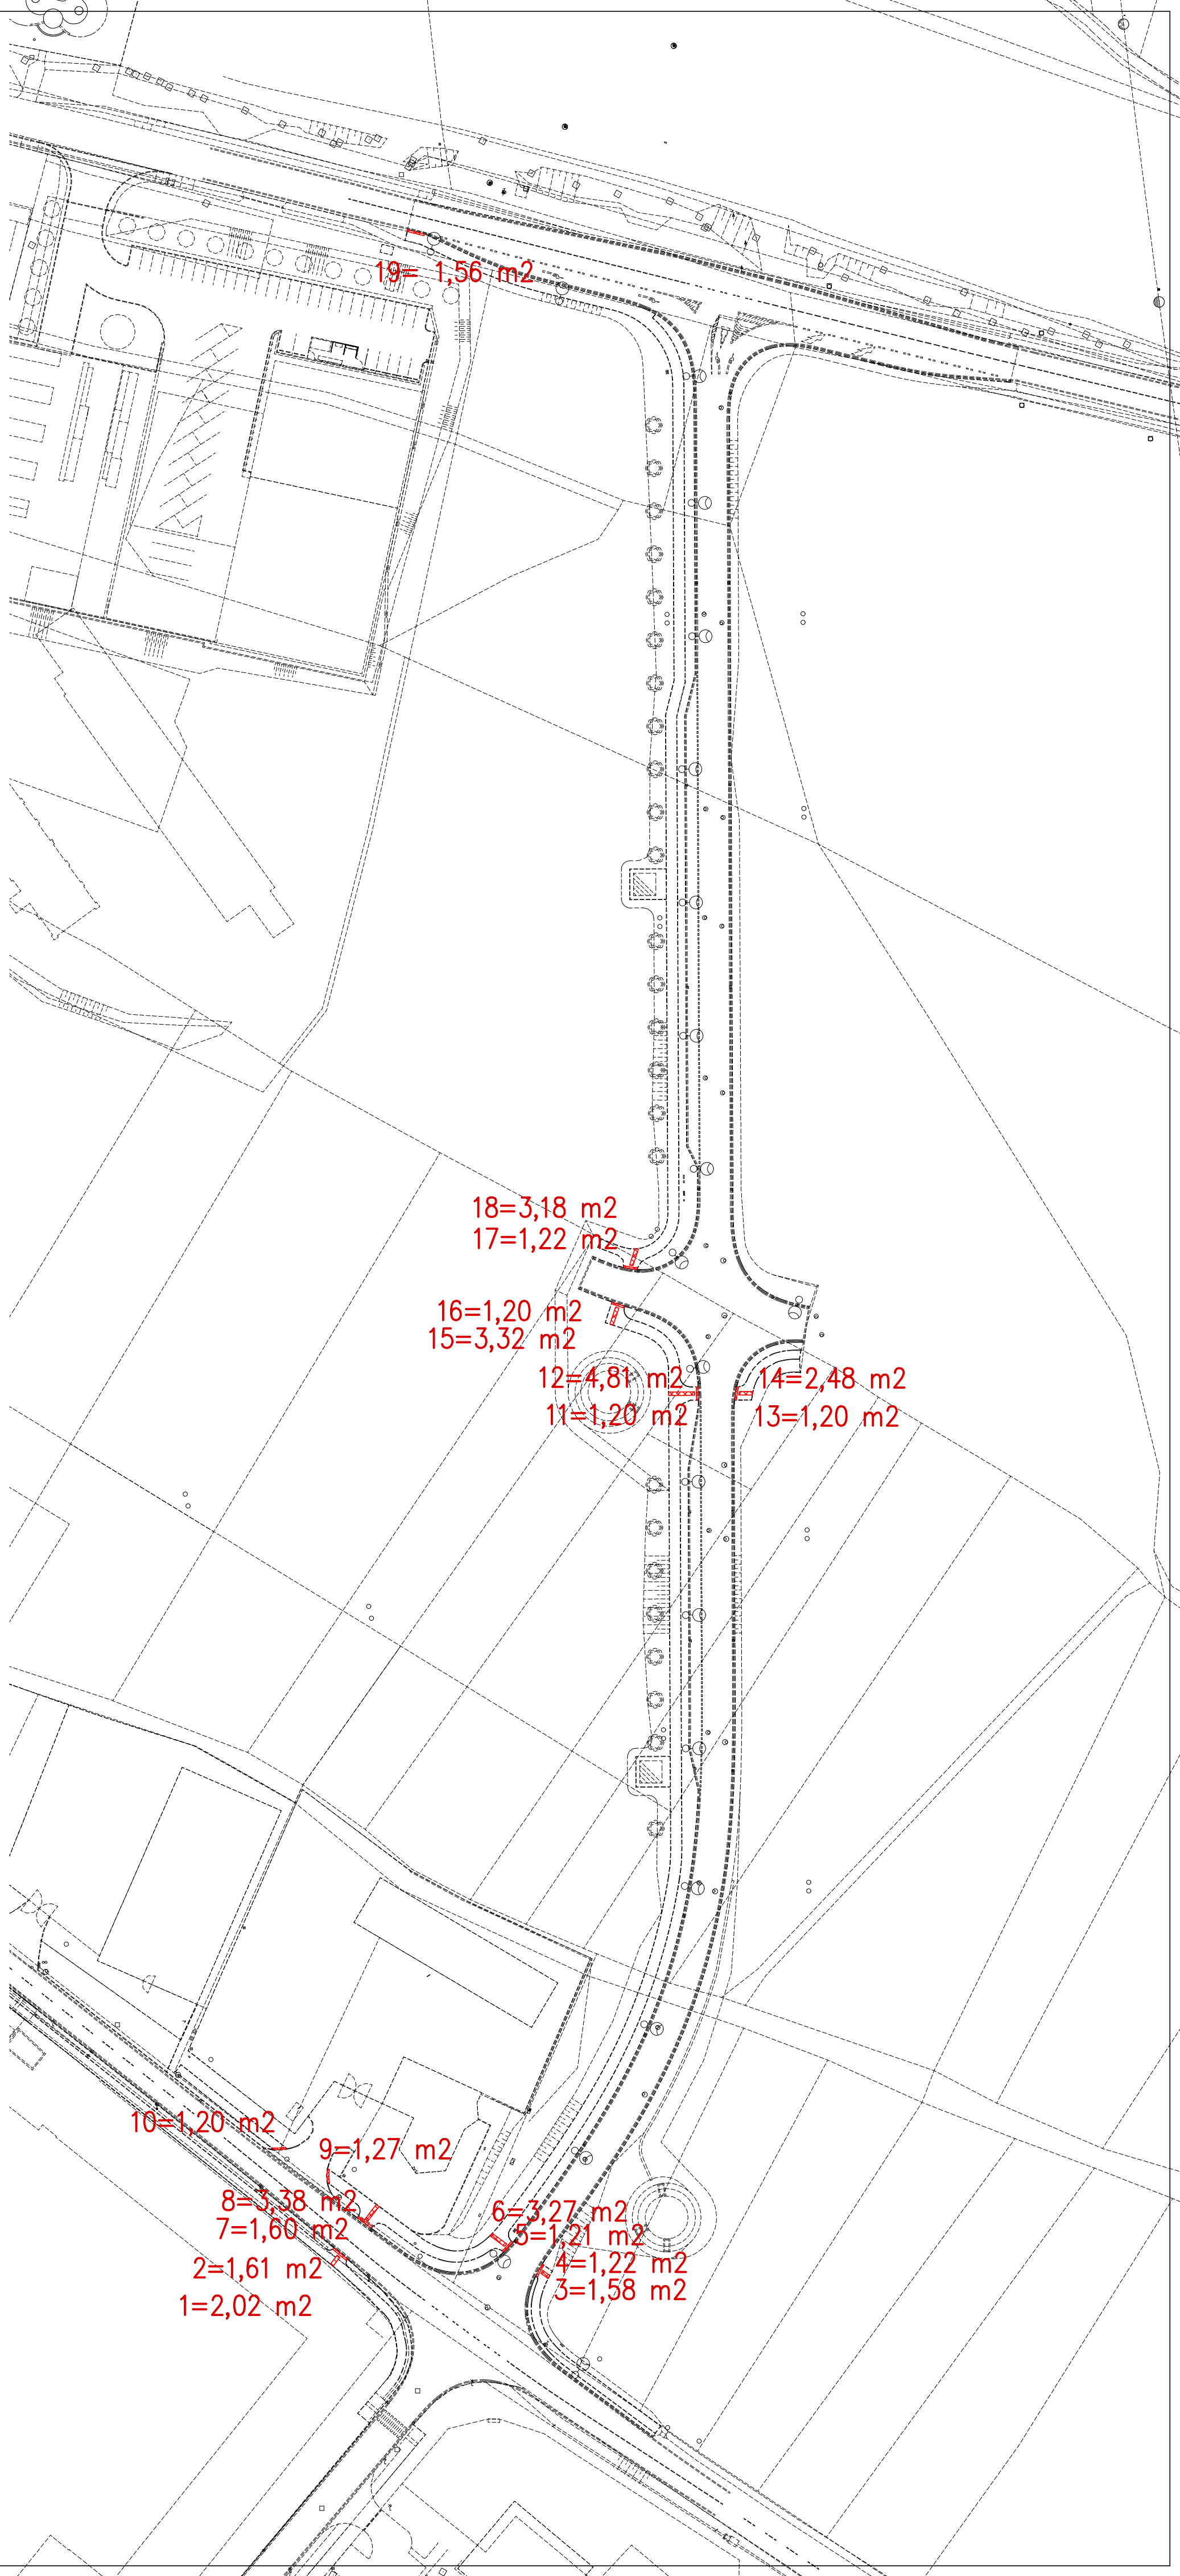 19= 1,56 m2
18=3,18 m2
17=1,22 m2
16=1,20 m2
15=3,32 m2
12=4,81 m2
14=2,48 m2
11=1,20 m2
13=1,20 m2
10=1,20 m2
9=1,27 m2
8=3,38 m2
6=3,27 m2
7=1,60 m2
5=1,21 m2
2=1,61 m2
4=1,22 m2
3=1,58 m2
1=2,02 m2